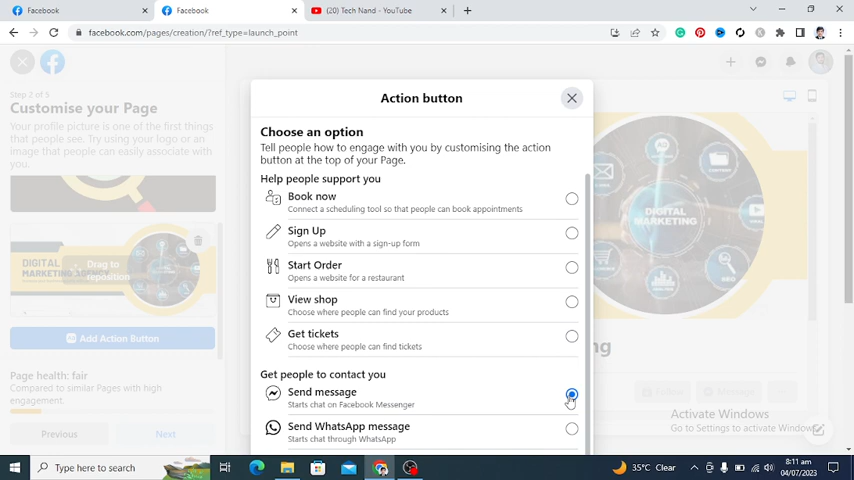 Facebook
Facebook
(20) Tech Nand - YouTube
facebook.com/pages/creation/?ref_type=launch_point
Step 2 of 5
Customise your Page
Your profile picture is one of the first things
that people see. Try using your logo or an
image that people can easily associate with
you.
DIGITAL
MARKETING AGENCY
Drag to
reposition
Add Action Button
Page health: fair
Compared to similar Pages with high
engagement.
Previous
Next
Action button
Choose an option
Tell people how to engage with you by customising the action
button at the top of your Page.
Help people support you
Book now
Connect a scheduling tool so that people can book appointments
Sign Up
Opens a website with a sign-up form
Start Order
Opens a website for a restaurant
View shop
Choose where people can find your products
Get tickets
Choose where people can find tickets
Get people to contact you
Send message
Starts chat on Facebook Messenger
Send WhatsApp message
Starts chat through WhatsApp
AD
CONTENT
DIGITAL
MARKETING
SEO
ng
Follow
Message
Activate Windows
Go to Settings to activate Windows.
Type here to search
35°C Clear
8:11 am
04/07/2023